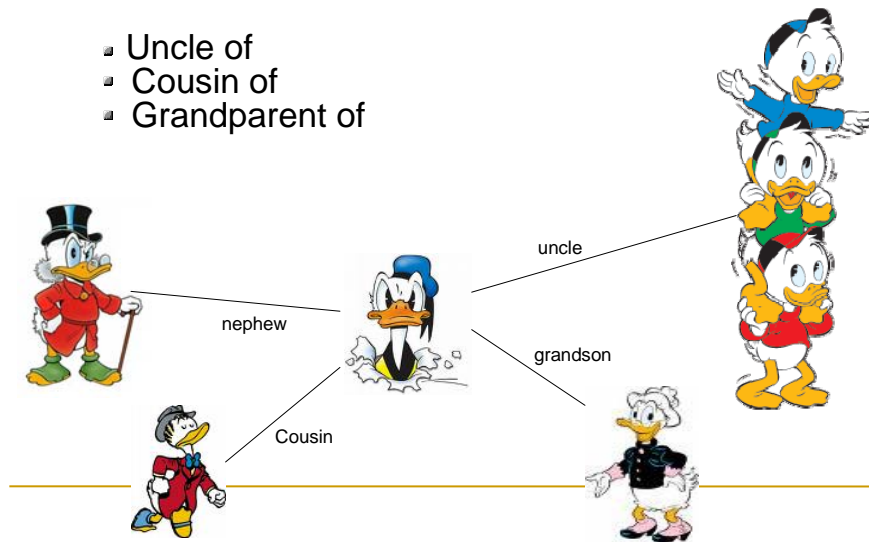 Uncle of
Cousin of
Grandparent of
uncle
nephew
grandson
Cousin